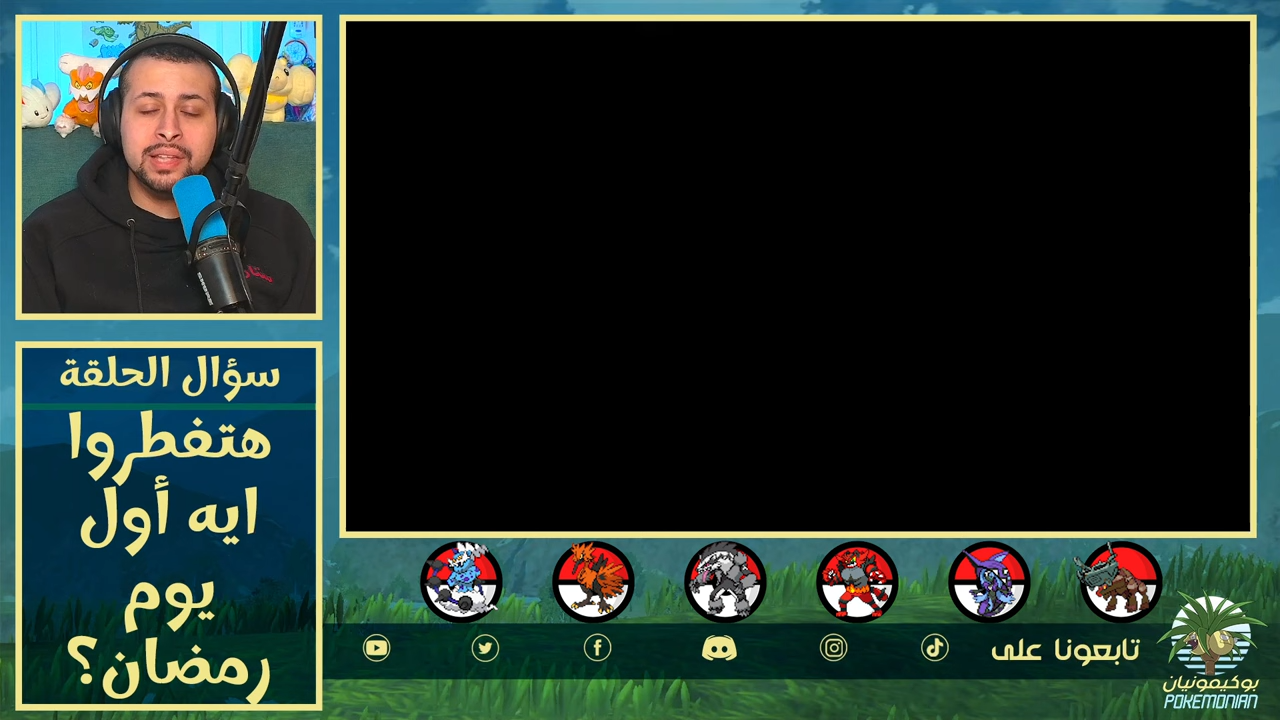 سؤال الحلقة
هتفطروا
ايه أول
يوم
رمضان؟
تابعونا على
بوكيمونيان
POKEMONIAN